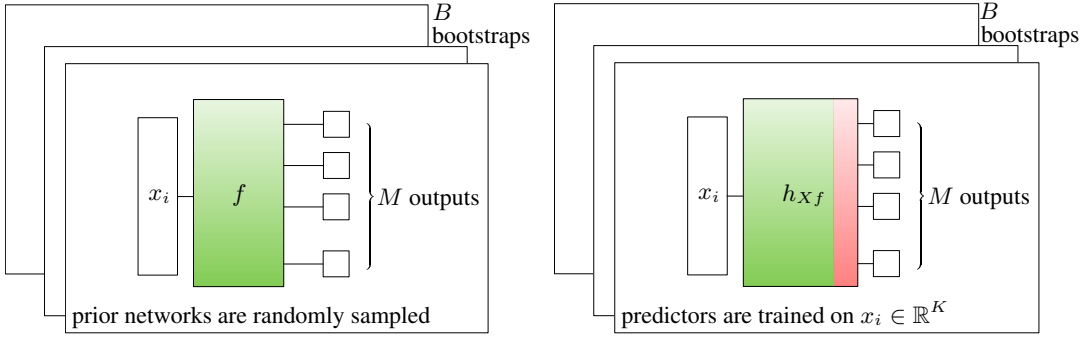 B
bootstraps
x_i
f
M outputs
prior networks are randomly sampled
B
bootstraps
x_i
h_{Xf}
M outputs
predictors are trained on x_i ∈ ℝ^K